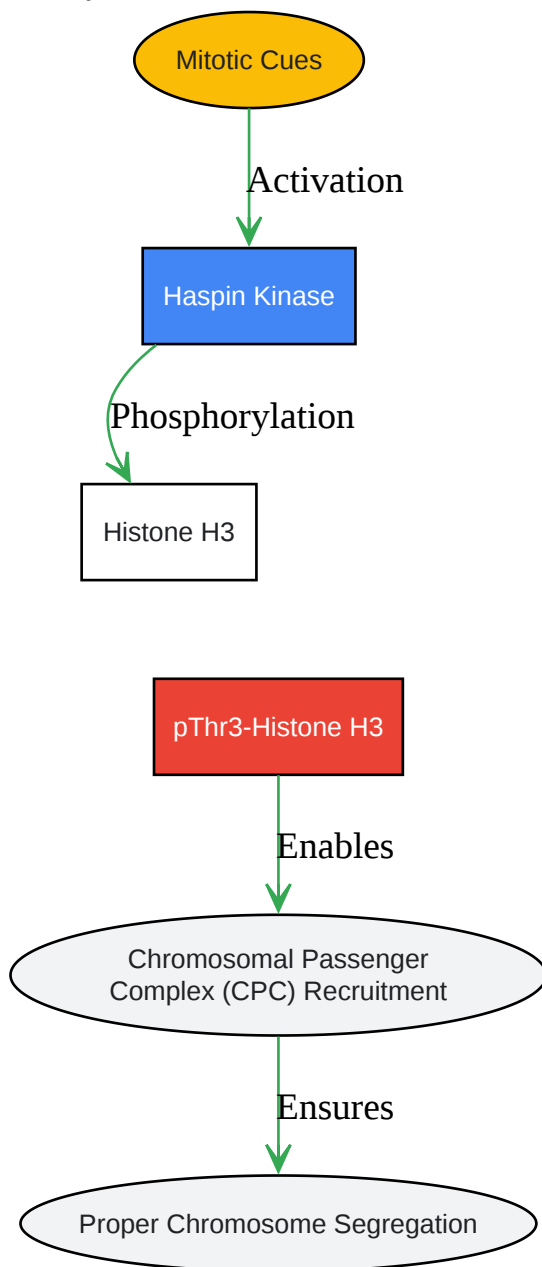 Mitotic Cues
Activation
Haspin Kinase
Phosphorylation
Histone H3
pThr3-Histone H3
Enables
Chromosomal Passenger
Complex (CPC) Recruitment
Ensures
Proper Chromosome Segregation